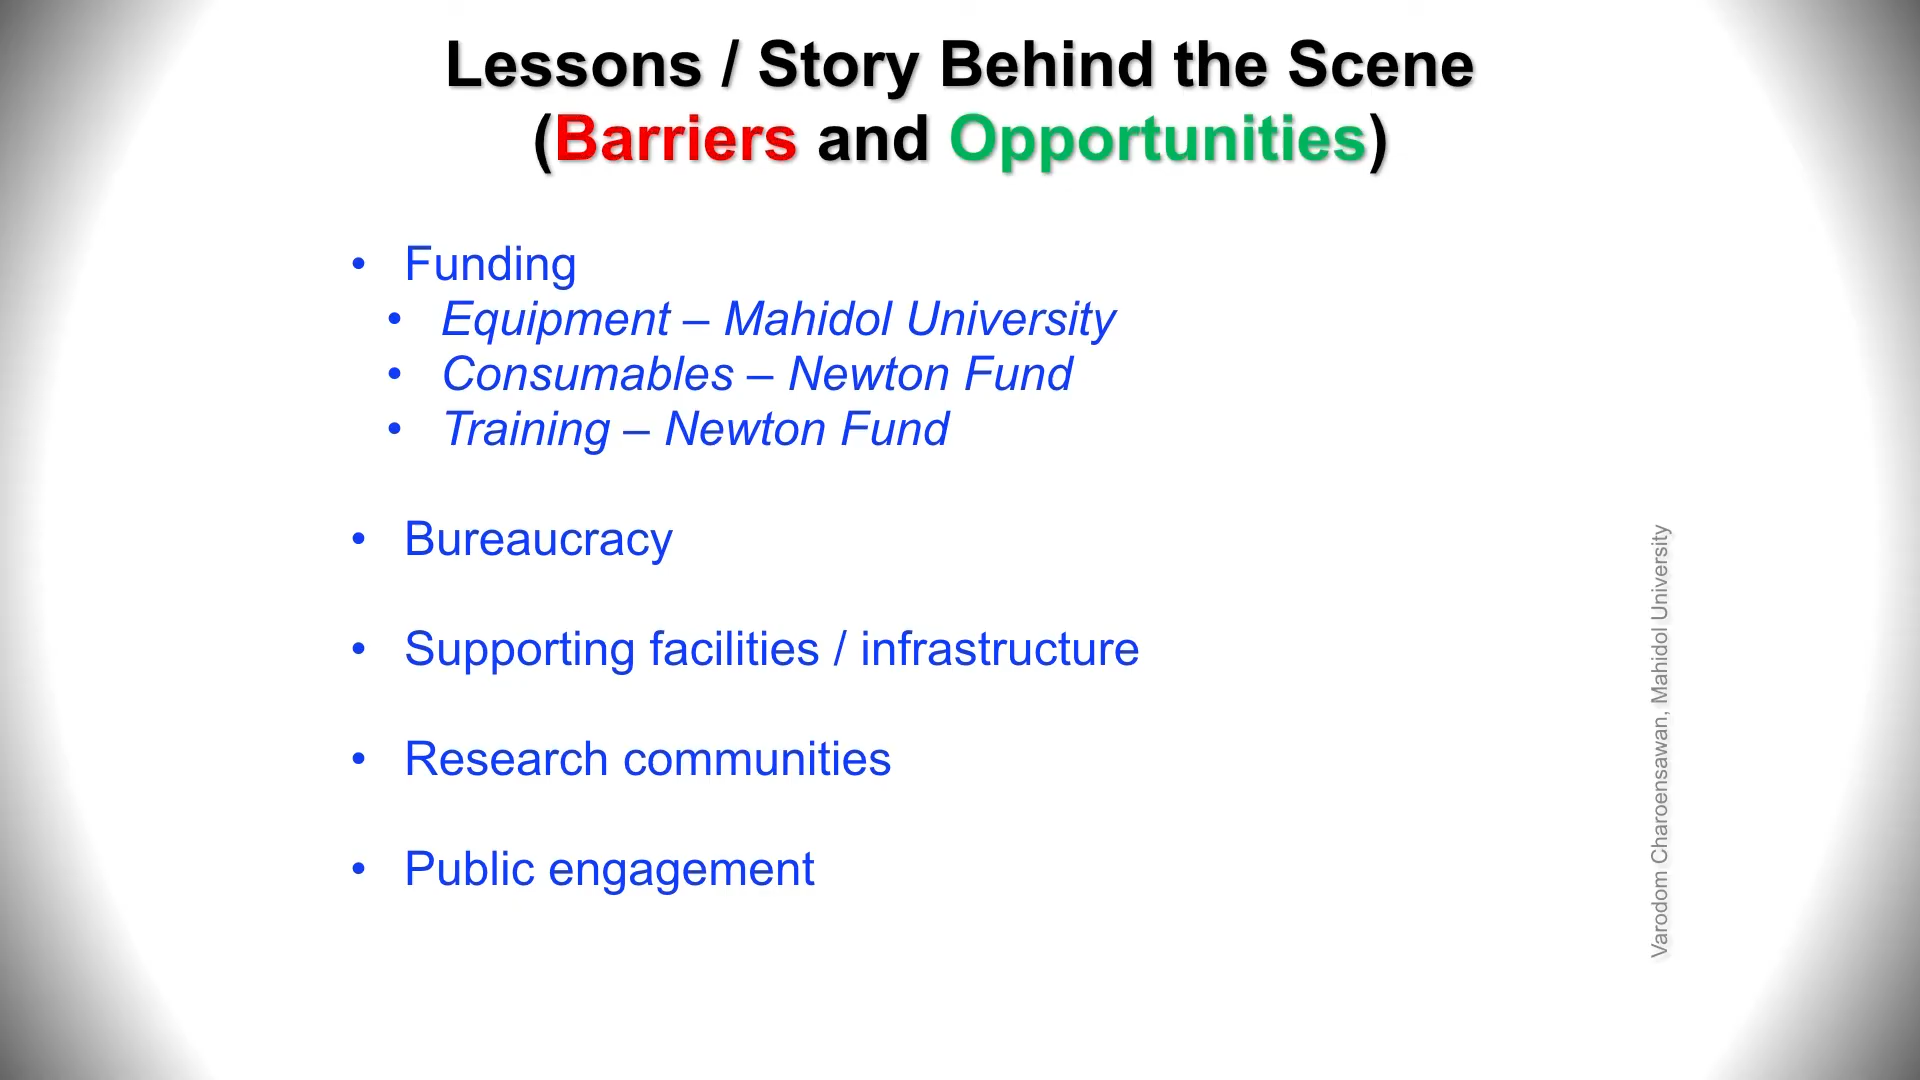 Lessons / Story Behind the Scene
(Barriers and Opportunities)
• Funding
• Equipment – Mahidol University
• Consumables – Newton Fund
• Training – Newton Fund
• Bureaucracy
• Supporting facilities / infrastructure
• Research communities
• Public engagement
Varodom Charoensawan, Mahidol University